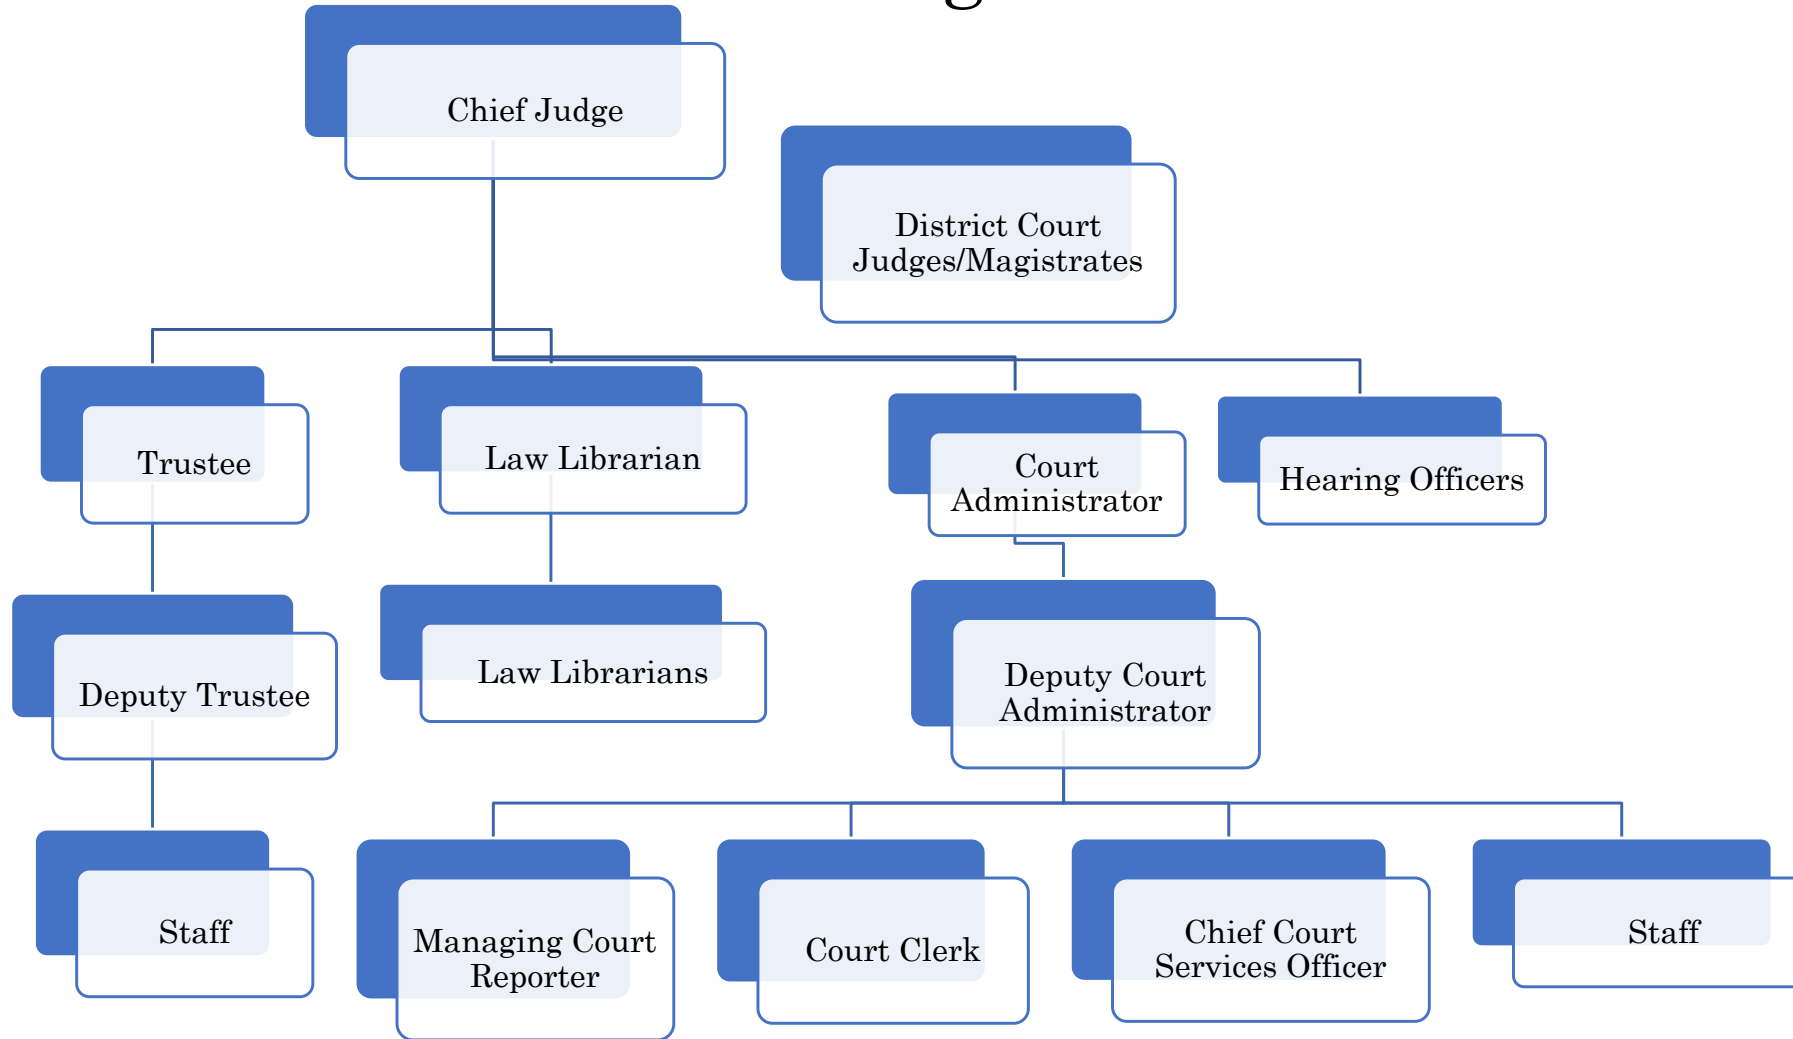 Chief Judge
District Court
Judges/Magistrates
Trustee
Law Librarian
Court
Administrator
Hearing Officers
Deputy Trustee
Law Librarians
Deputy Court
Administrator
Staff
Managing Court
Reporter
Court Clerk
Chief Court
Services Officer
Staff